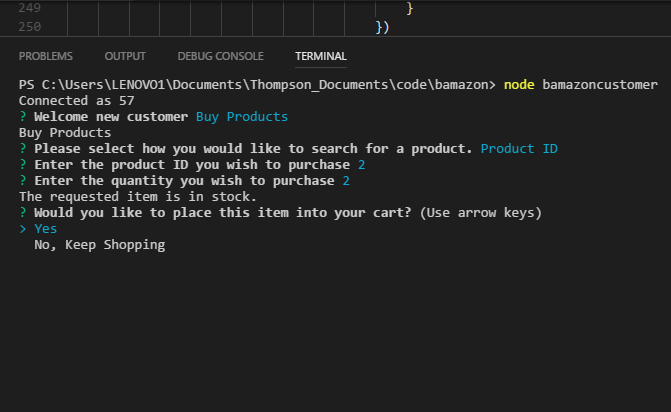 249 }
250 })
PROBLEMS OUTPUT DEBUG CONSOLE TERMINAL
PS C:\Users\LENOVO1\Documents\Thompson_Documents\code\bamazon> node bamazoncustomer
Connected as 57
? Welcome new customer Buy Products
Buy Products
? Please select how you would like to search for a product. Product ID
? Enter the product ID you wish to purchase 2
? Enter the quantity you wish to purchase 2
The requested item is in stock.
? Would you like to place this item into your cart? (Use arrow keys)
> Yes
No, Keep Shopping